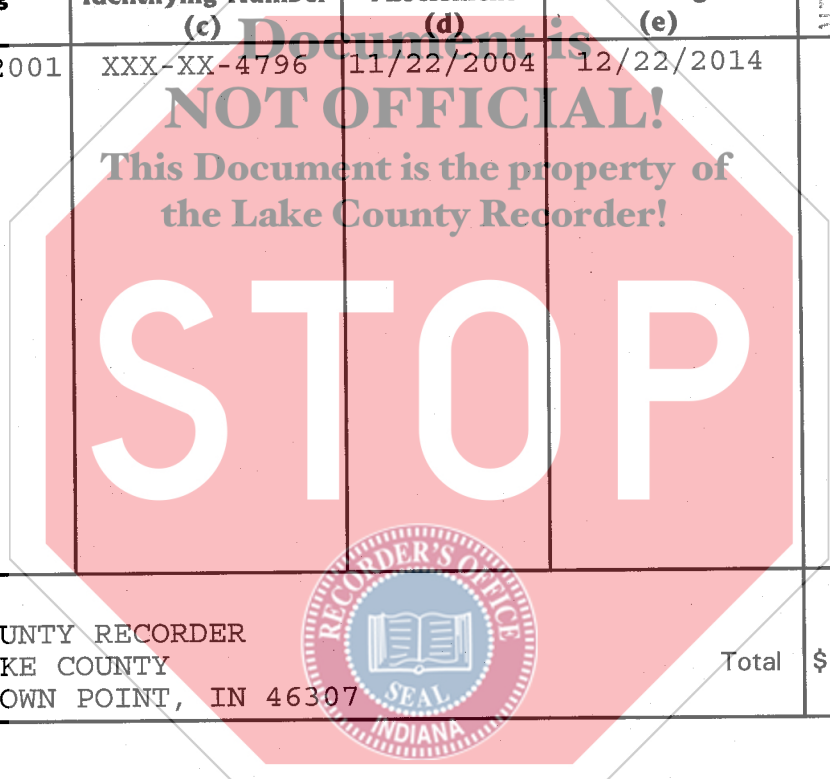 Identifying Number
(c) (d) (e)
Document is
2001 XXX-XX-4796 11/22/2004 12/22/2014
NOT OFFICIAL!
This Document is the property of
the Lake County Recorder!
STOP
RECORDER'S OFFICE
SEAL
INDIANA
UNTY RECORDER
KE COUNTY
OWN POINT, IN 46307
Total $